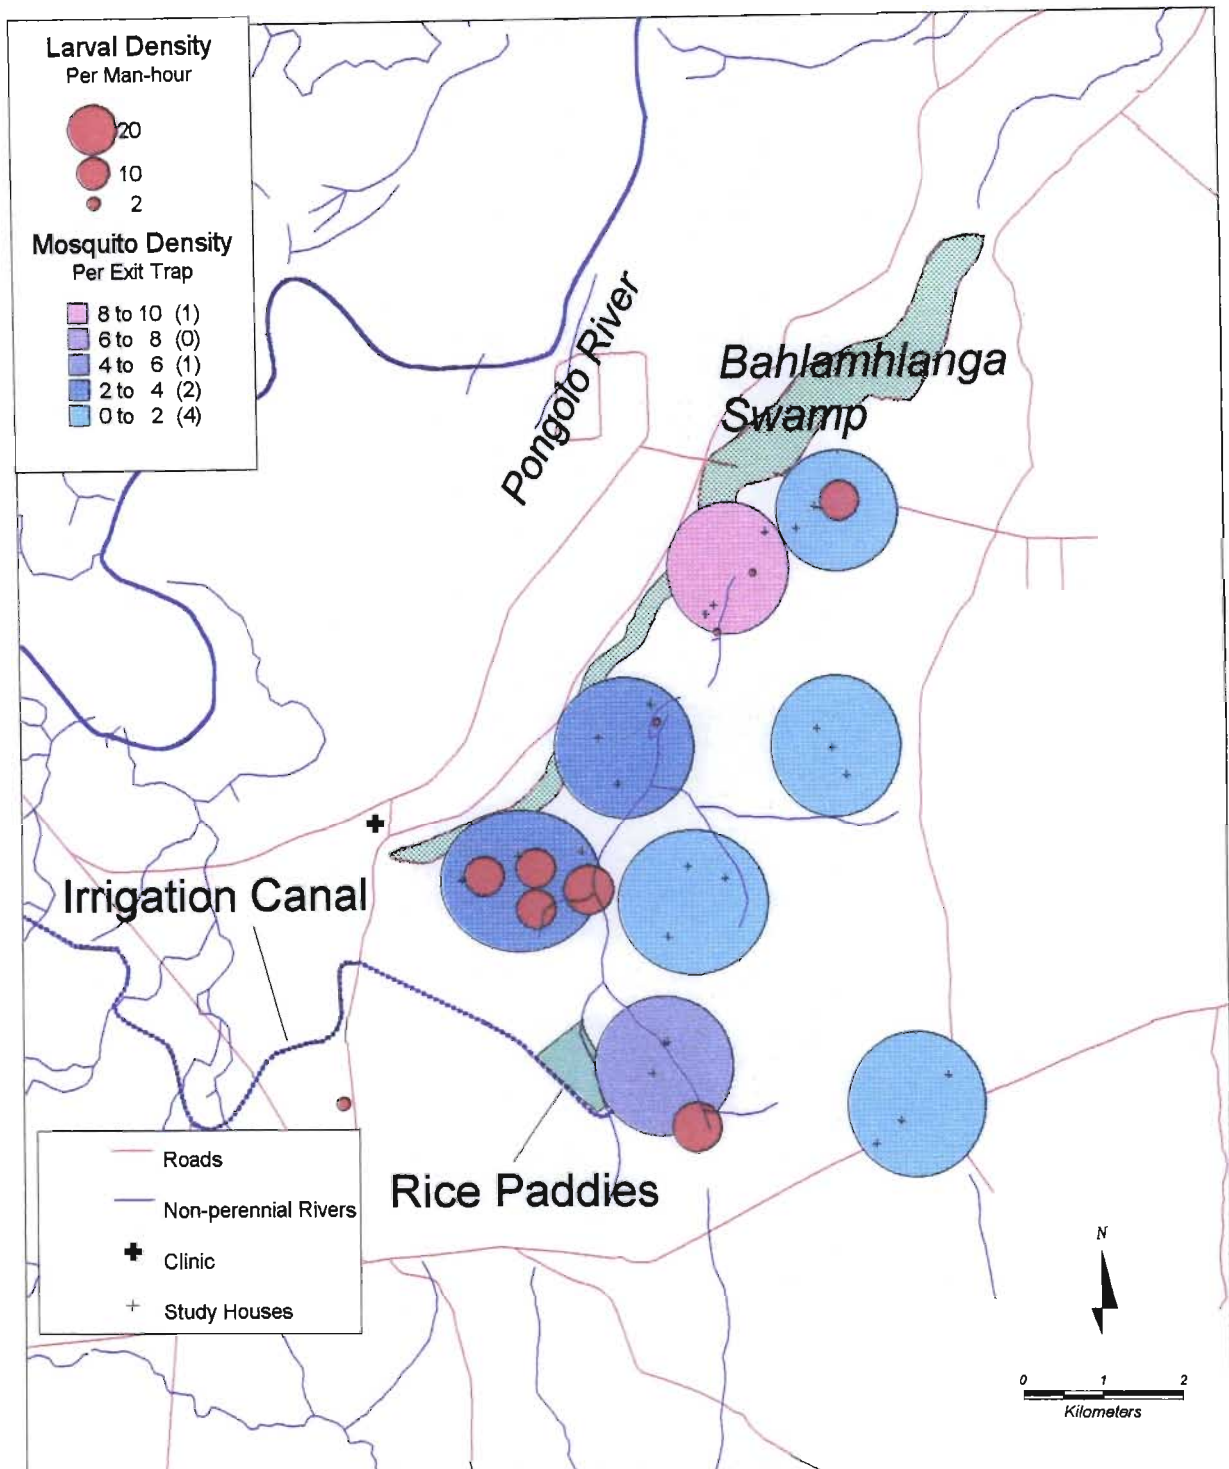 Larval Density
Per Man-hour
20
10
2
Mosquito Density
Per Exit Trap
8 to 10 (1)
6 to 8 (0)
4 to 6 (1)
2 to 4 (2)
0 to 2 (4)
Pongolo River
Bahlamhlanga
Swamp
Irrigation Canal
Rice Paddies
Roads
Non-perennial Rivers
Clinic
Study Houses
N
0 1 2
Kilometers